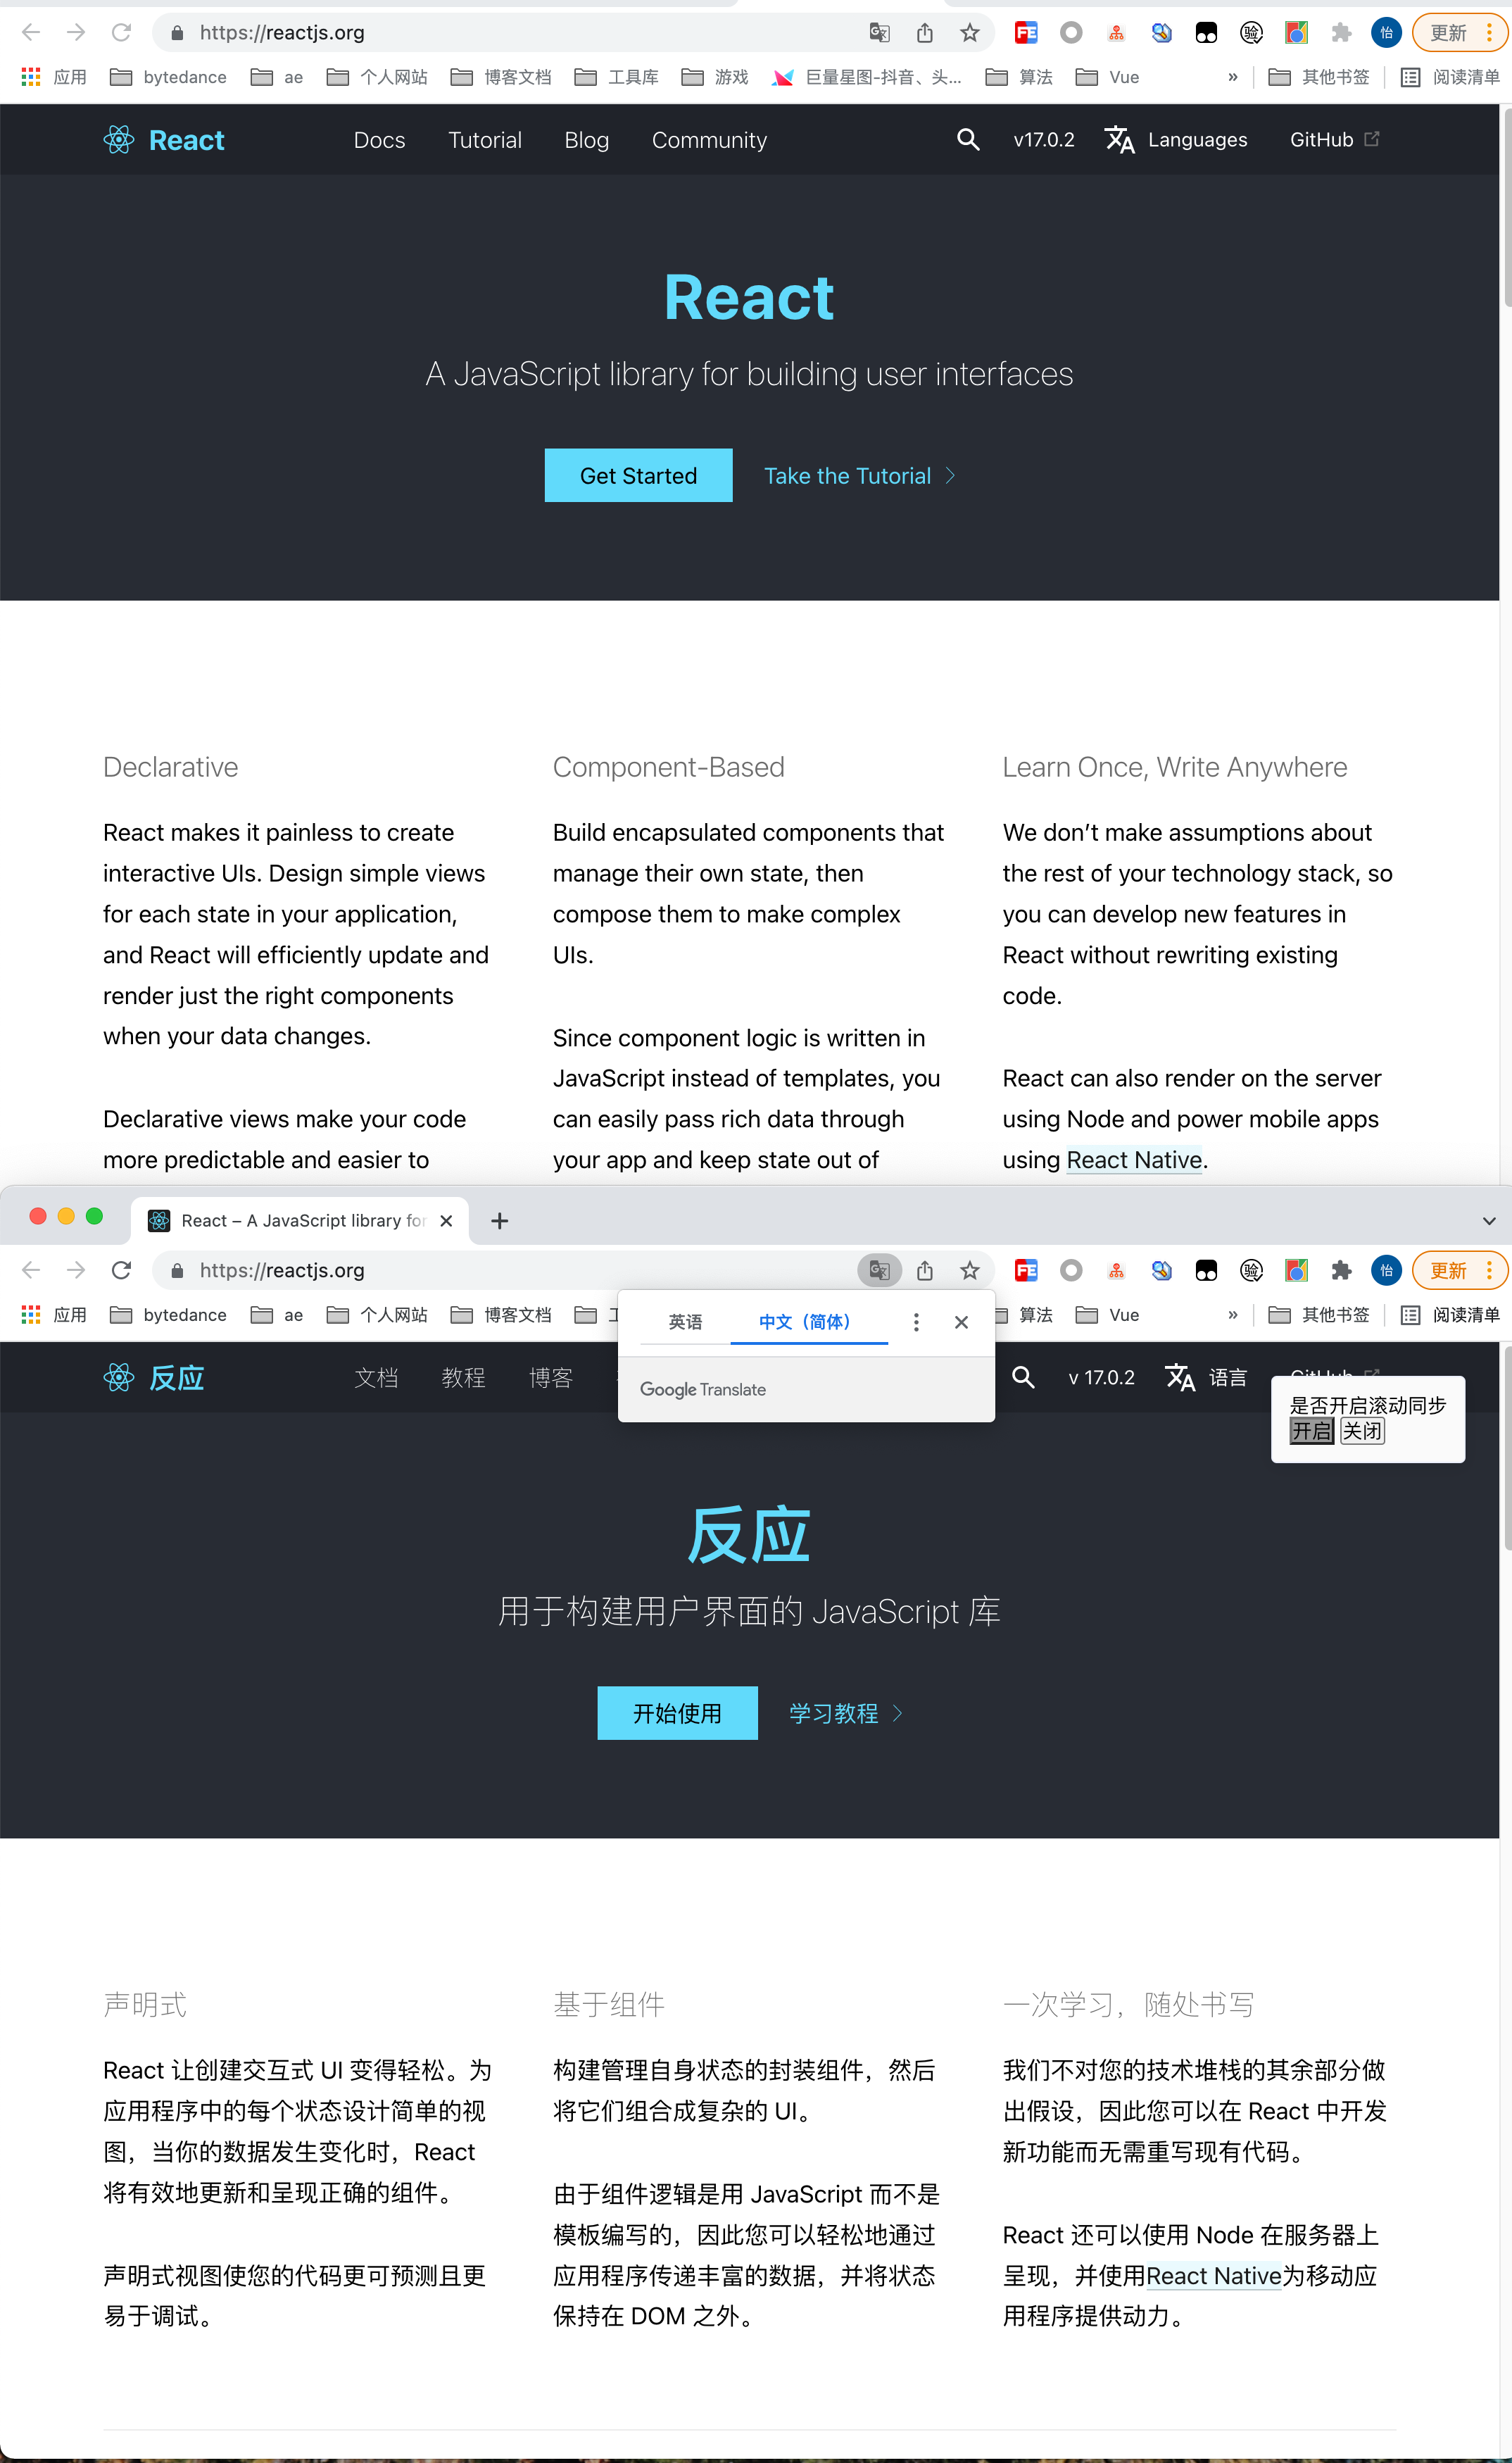 https://reactjs.org
更新
应用 bytedance ae 个人网站 博客文档 工具库 游戏 巨量星图-抖音、头... 算法 Vue » 其他书签 阅读清单
React Docs Tutorial Blog Community v17.0.2 Languages GitHub
React
A JavaScript library for building user interfaces
Get Started Take the Tutorial
Declarative
React makes it painless to create
interactive UIs. Design simple views
for each state in your application,
and React will efficiently update and
render just the right components
when your data changes.
Declarative views make your code
more predictable and easier to
Component-Based
Build encapsulated components that
manage their own state, then
compose them to make complex
UIs.
Since component logic is written in
JavaScript instead of templates, you
can easily pass rich data through
your app and keep state out of
Learn Once, Write Anywhere
We don’t make assumptions about
the rest of your technology stack, so
you can develop new features in
React without rewriting existing
code.
React can also render on the server
using Node and power mobile apps
using React Native.
React – A JavaScript library for
https://reactjs.org FE 验 怡 更新
应用 bytedance ae 个人网站 博客文档 算法 Vue » 其他书签 阅读清单
英语 中文（简体）
Google Translate
反应 文档 教程 博客 v 17.0.2 语言 GitHub
是否开启滚动同步
开启 关闭
反应
用于构建用户界面的 JavaScript 库
开始使用 学习教程
声明式
React 让创建交互式 UI 变得轻松。为
应用程序中的每个状态设计简单的视
图，当你的数据发生变化时，React
将有效地更新和呈现正确的组件。
声明式视图使您的代码更可预测且更
易于调试。
基于组件
构建管理自身状态的封装组件，然后
将它们组合成复杂的 UI。
由于组件逻辑是用 JavaScript 而不是
模板编写的，因此您可以轻松地通过
应用程序传递丰富的数据，并将状态
保持在 DOM 之外。
一次学习，随处书写
我们不对您的技术堆栈的其余部分做
出假设，因此您可以在 React 中开发
新功能而无需重写现有代码。
React 还可以使用 Node 在服务器上
呈现，并使用React Native为移动应
用程序提供动力。